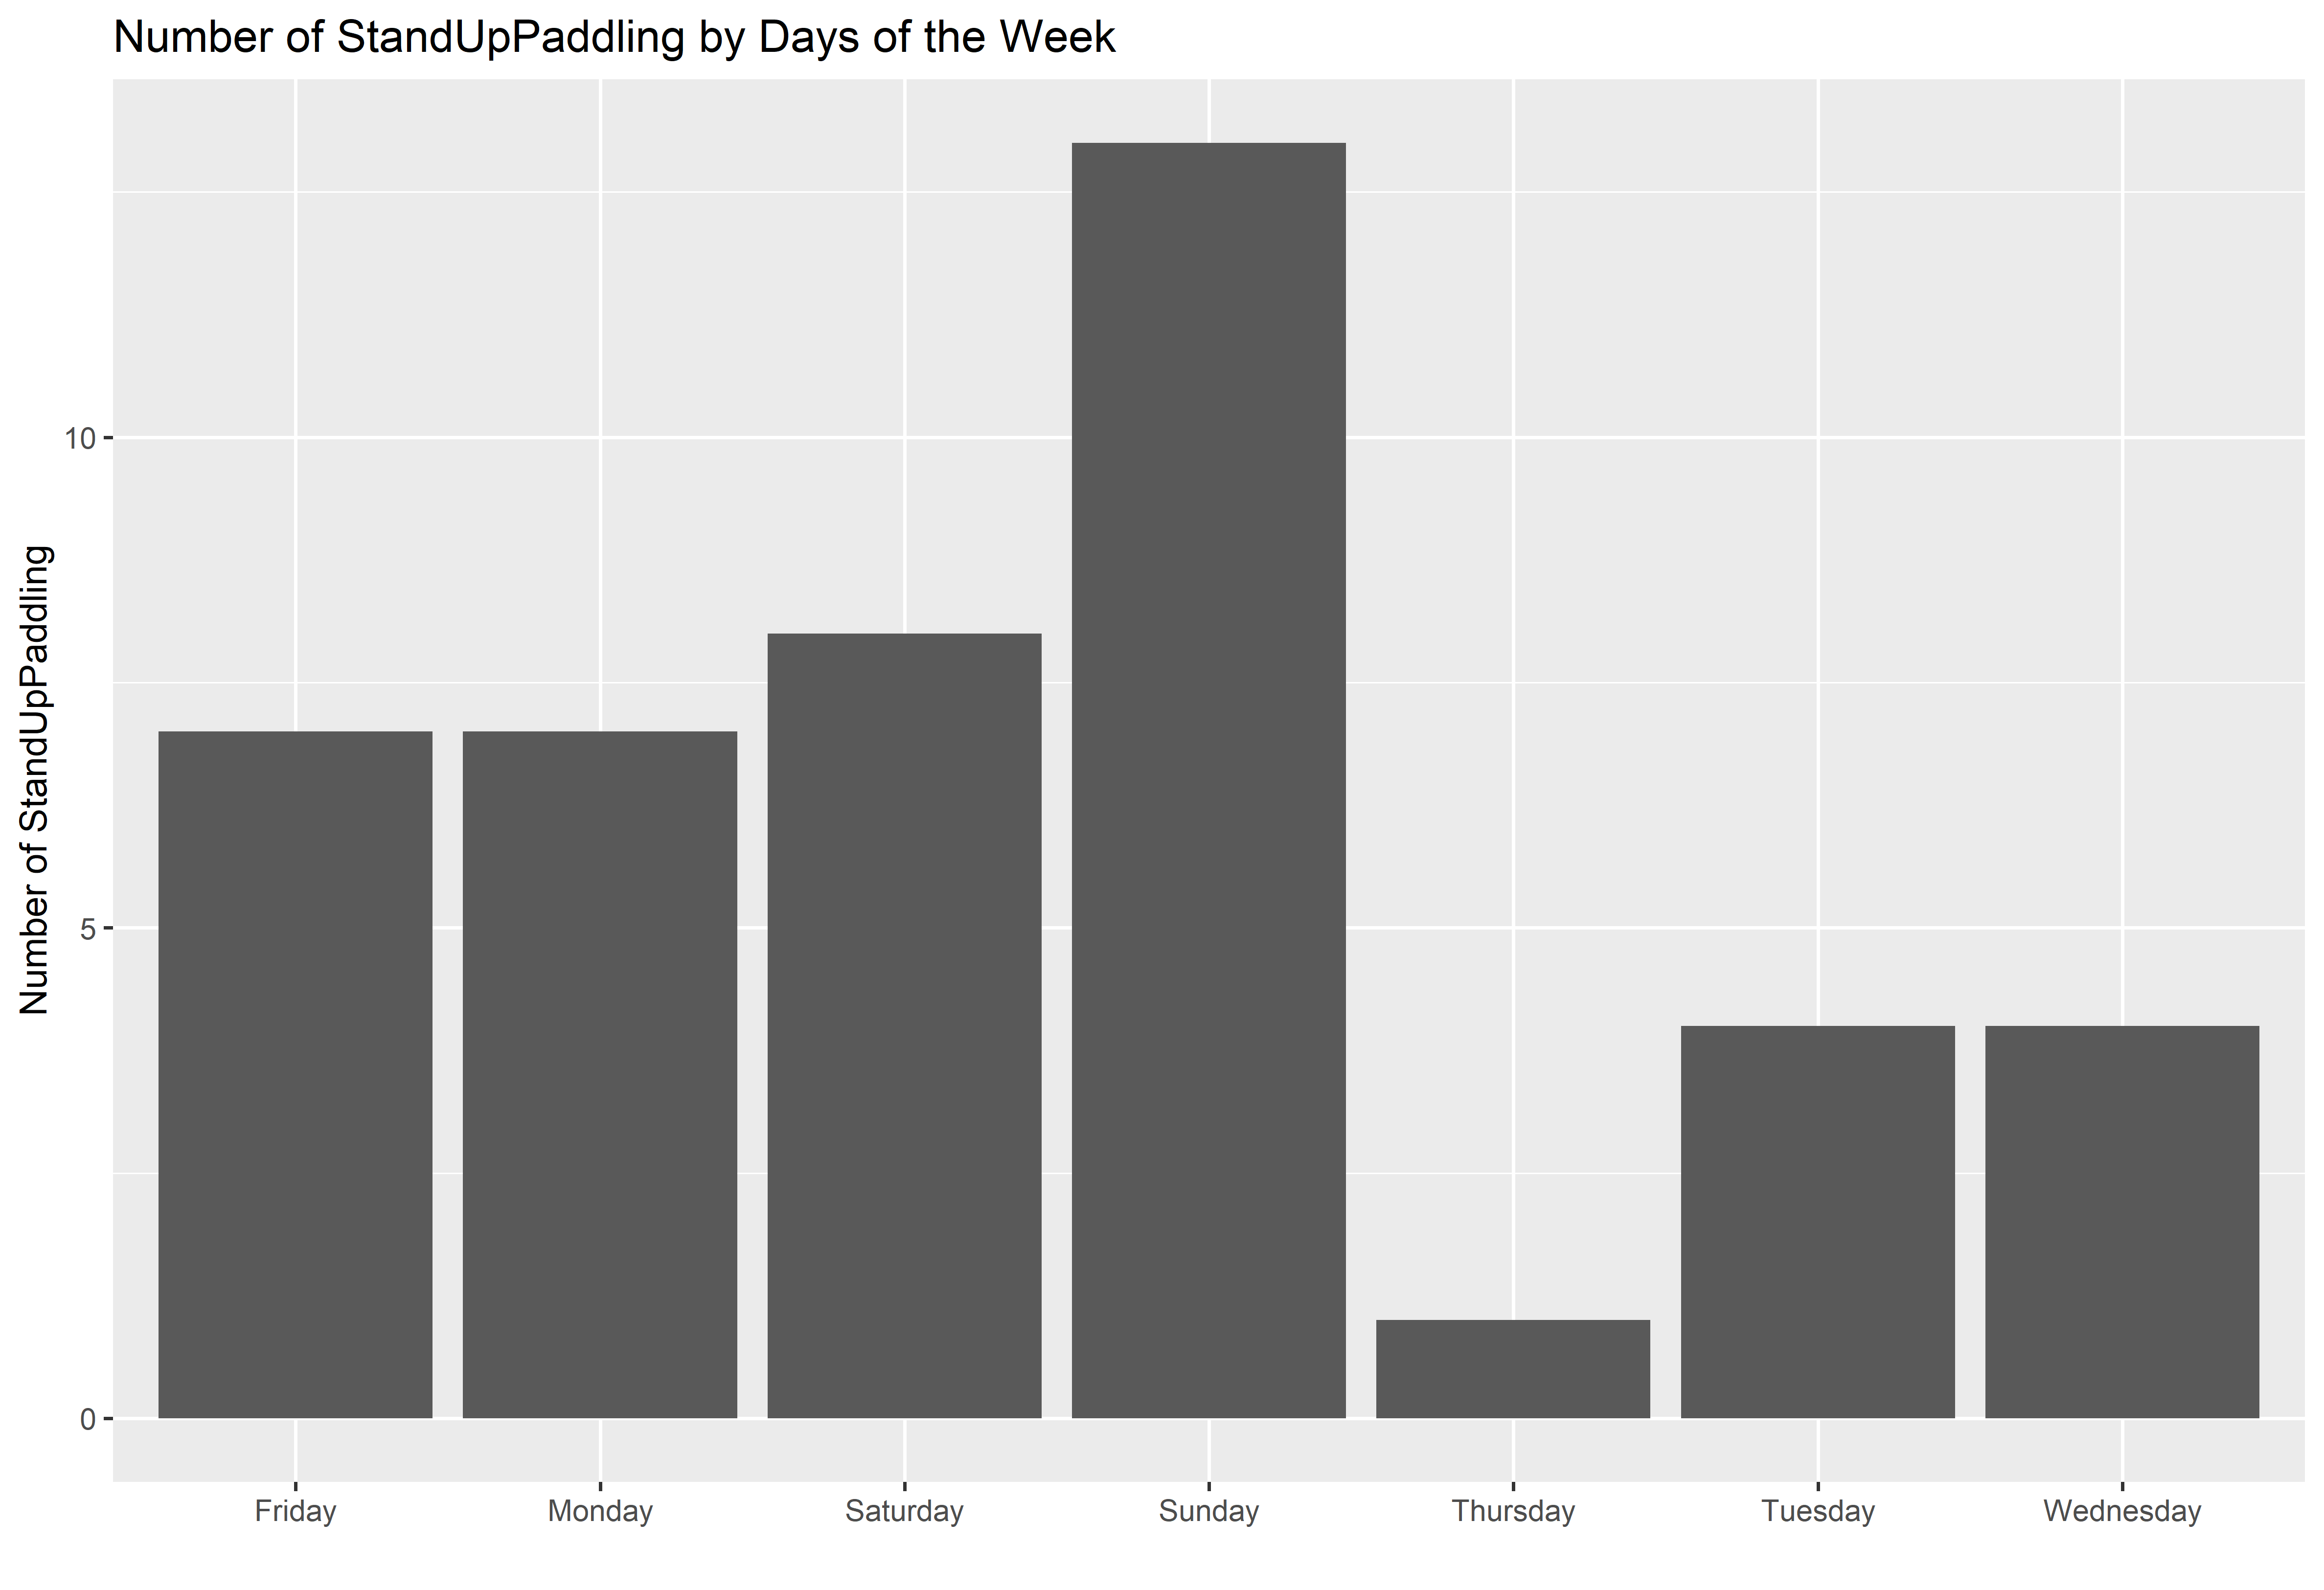 Number of StandUpPaddling by Days of the Week
Number of StandUpPaddling
10
5
0
Friday
Monday
Saturday
Sunday
Thursday
Tuesday
Wednesday